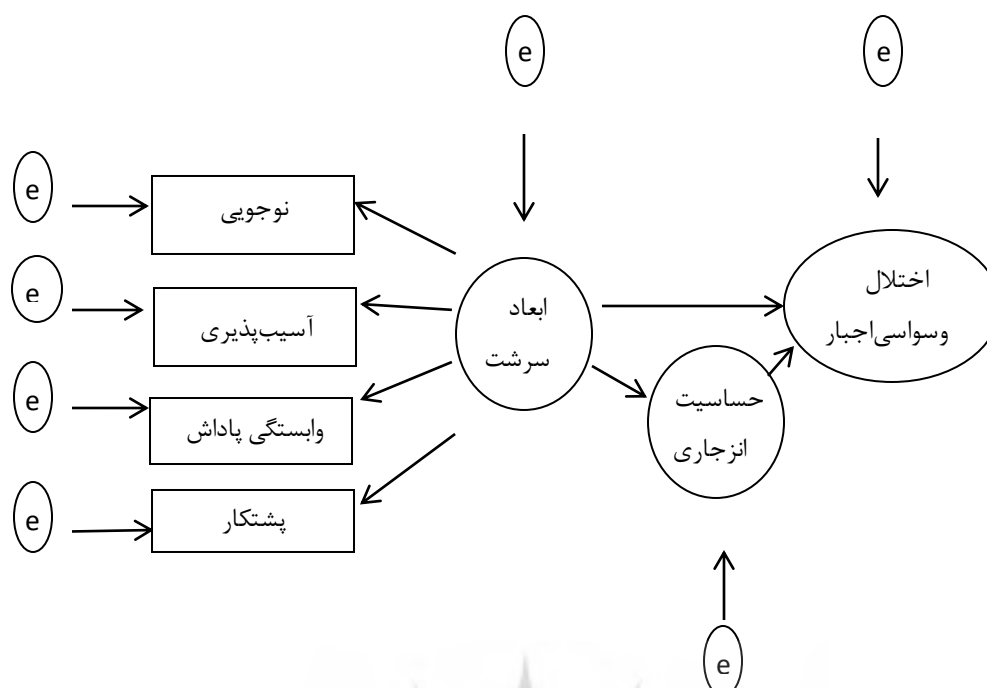 e
e
e
نوجویی
e
آسیب‌پذیری
e
وابستگی پاداش
e
پشتکار
ابعاد
سرشت
حساسیت
انزجاری
اختلال
وسواسی‌اجبار
e